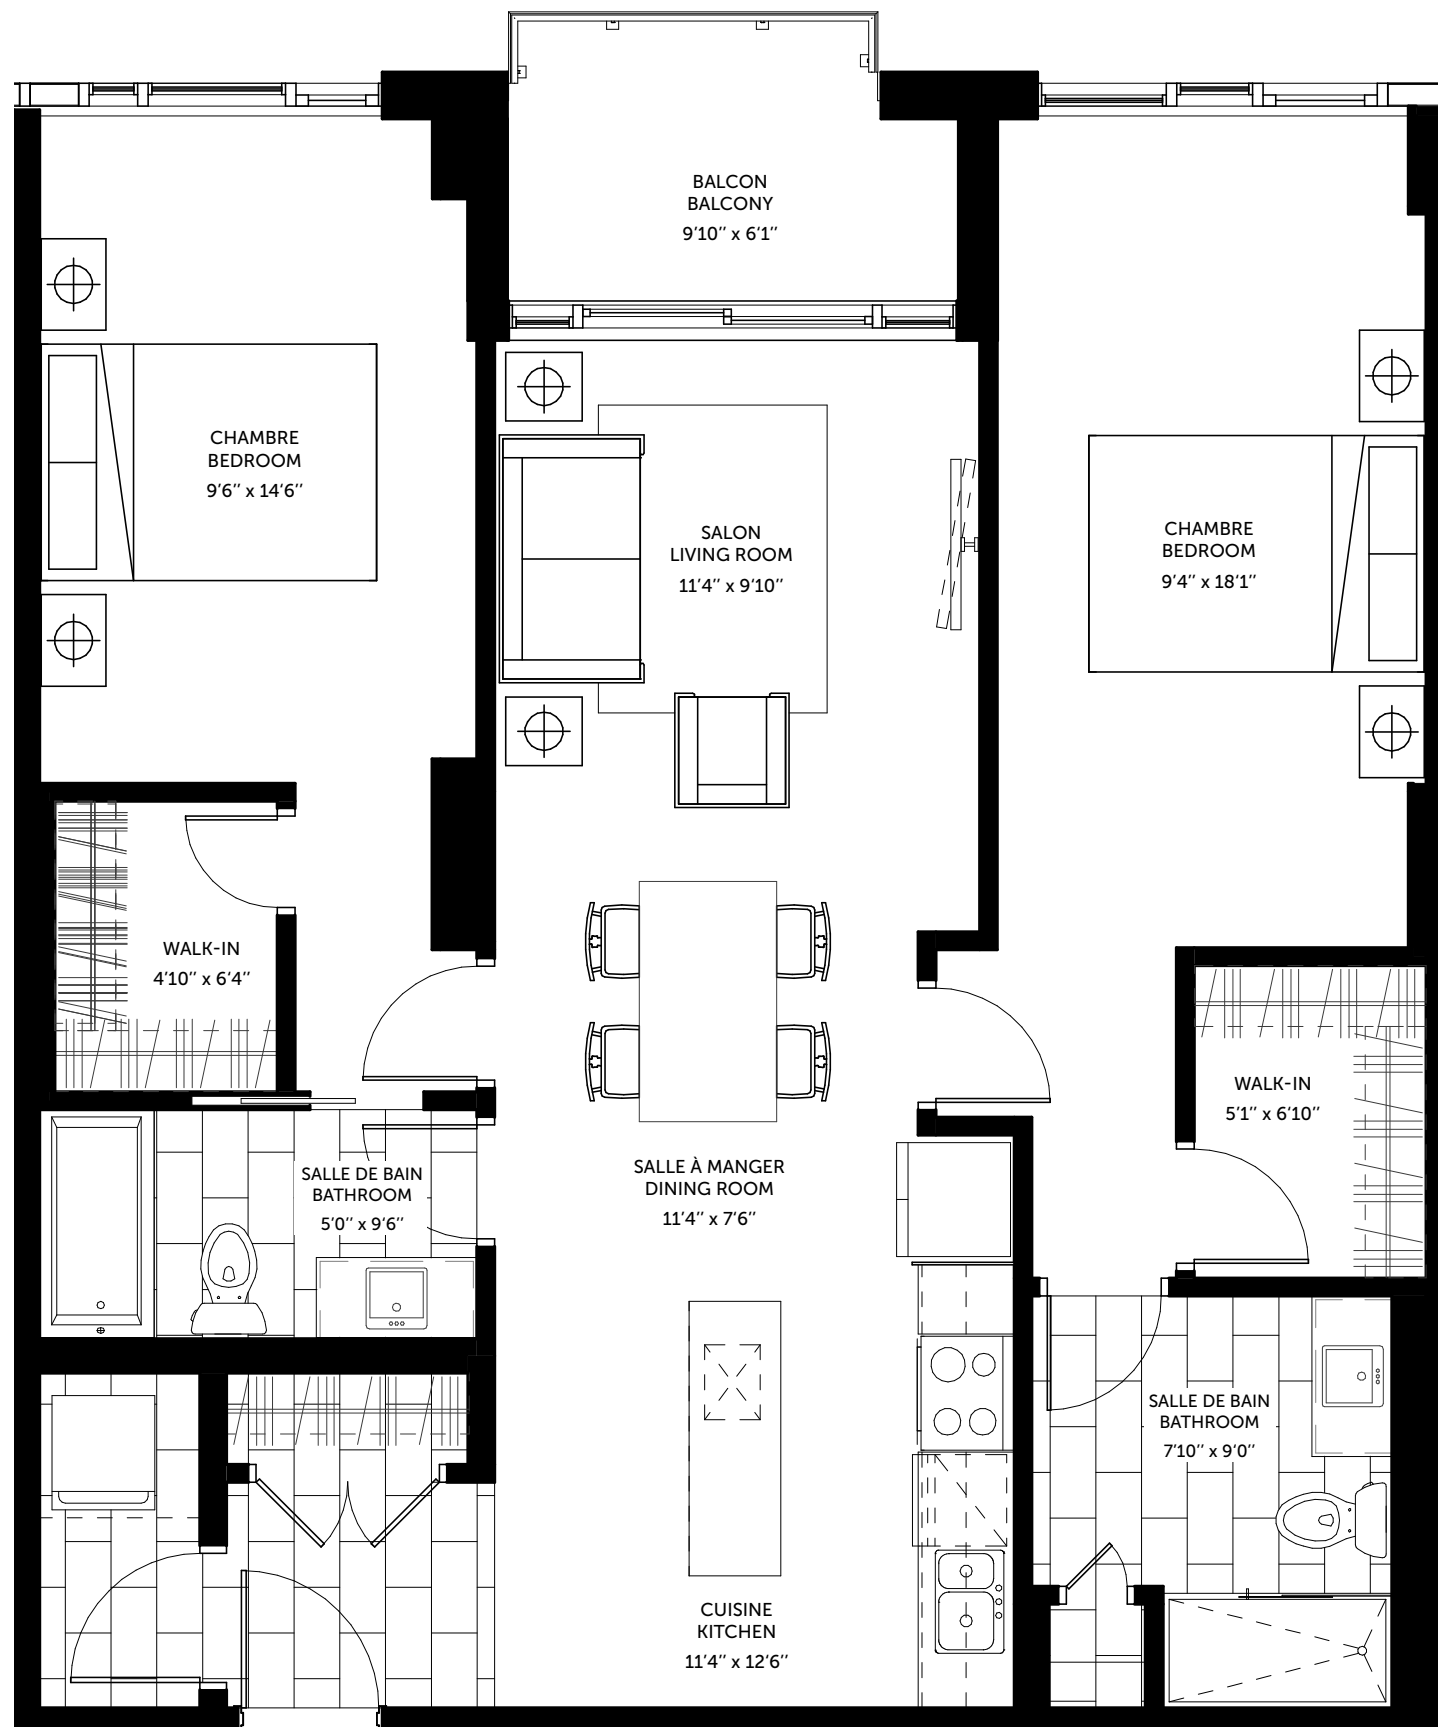 BALCON
BALCONY
9'10'' x 6'1''
CHAMBRE
BEDROOM
9'6'' x 14'6''
SALON
LIVING ROOM
11'4'' x 9'10''
CHAMBRE
BEDROOM
9'4'' x 18'1''
WALK-IN
4'10'' x 6'4''
WALK-IN
5'1'' x 6'10''
SALLE DE BAIN
BATHROOM
5'0'' x 9'6''
SALLE À MANGER
DINING ROOM
11'4'' x 7'6''
SALLE DE BAIN
BATHROOM
7'10'' x 9'0''
CUISINE
KITCHEN
11'4'' x 12'6''